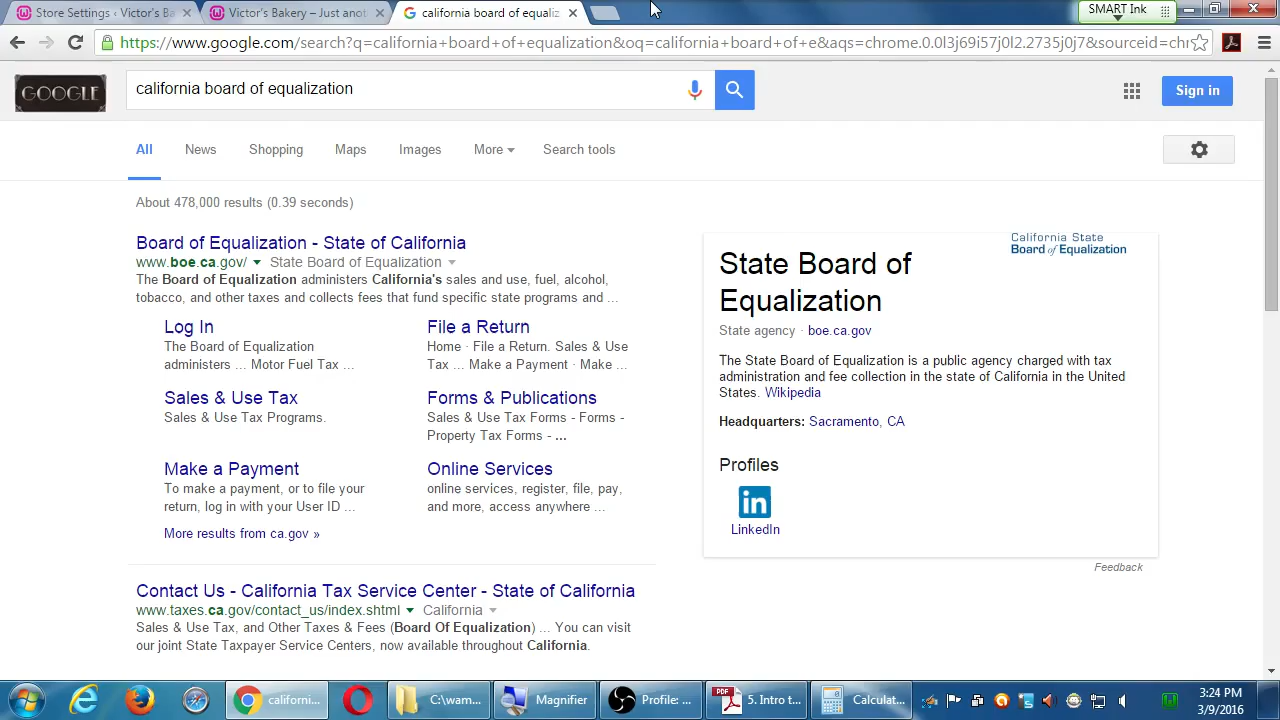 Store Settings ‹ Victor's B
Victor's Bakery – Just anot
california board of equaliz
SMART Ink
https://www.google.com/search?q=california+board+of+equalization&oq=california+board+of+e&aqs=chrome.0.0l3j69i57j0l2.2735j0j7&sourceid=chr
GOOGLE
california board of equalization
Sign in
All
News
Shopping
Maps
Images
More
Search tools
About 478,000 results (0.39 seconds)
Board of Equalization - State of California
www.boe.ca.gov/ State Board of Equalization
The Board of Equalization administers California's sales and use, fuel, alcohol,
tobacco, and other taxes and collects fees that fund specific state programs and ...
Log In
The Board of Equalization
administers ... Motor Fuel Tax ...
File a Return
Home · File a Return. Sales & Use
Tax ... Make a Payment · Make ...
Sales & Use Tax
Sales & Use Tax Programs.
Forms & Publications
Sales & Use Tax Forms - Forms -
Property Tax Forms - ...
Make a Payment
To make a payment, or to file your
return, log in with your User ID ...
Online Services
online services, register, file, pay,
and more, access anywhere ...
More results from ca.gov »
Contact Us - California Tax Service Center - State of California
www.taxes.ca.gov/contact_us/index.shtml California
Sales & Use Tax, and Other Taxes & Fees (Board Of Equalization) ... You can visit
our joint State Taxpayer Service Centers, now available throughout California.
California State
Board of Equalization
State Board of
Equalization
State agency · boe.ca.gov
The State Board of Equalization is a public agency charged with tax
administration and fee collection in the state of California in the United
States. Wikipedia
Headquarters: Sacramento, CA
Profiles
in
LinkedIn
Feedback
californi...
C:\wam...
Magnifier
Profile: ...
PDF
5. Intro t...
Calculat...
3:24 PM
3/9/2016